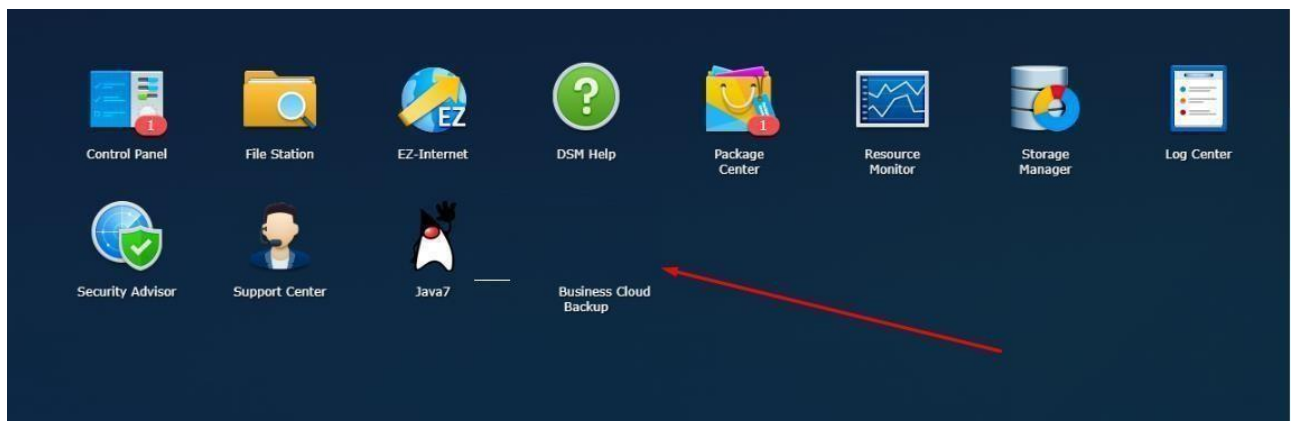 1
Control Panel
File Station
EZ
EZ-Internet
?
DSM Help
1
Package
Center
Resource
Monitor
Storage
Manager
Log Center
Security Advisor
Support Center
Java7
Business Cloud
Backup